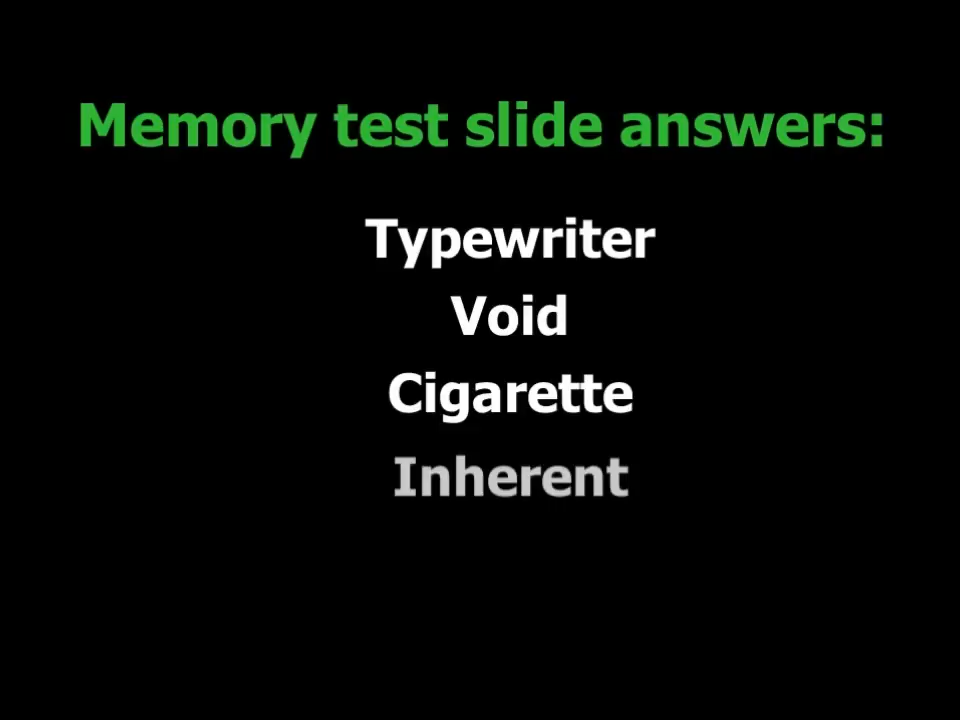 Memory test slide answers:
Typewriter
Void
Cigarette
Inherent